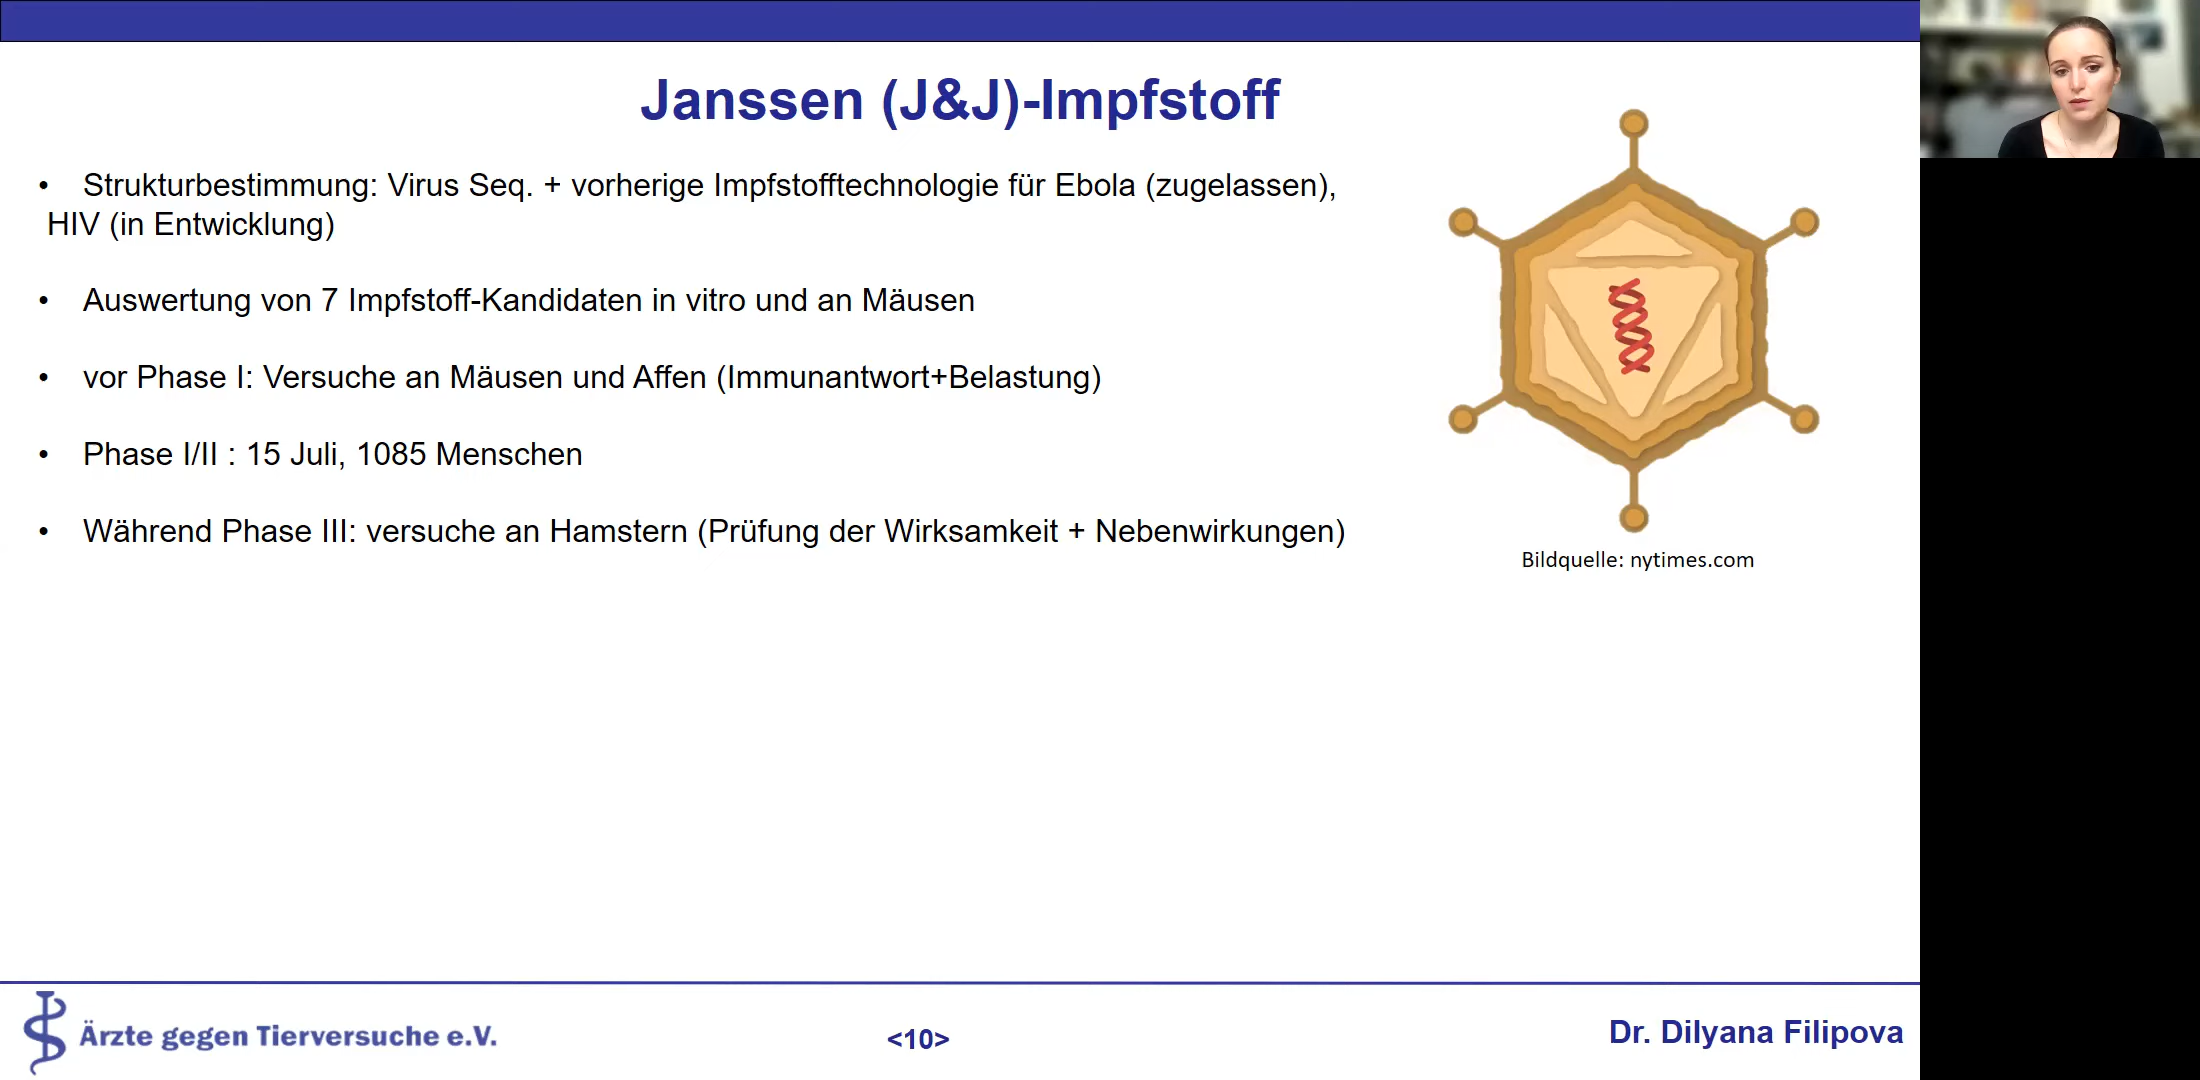 Janssen (J&J)-Impfstoff
• Strukturbestimmung: Virus Seq. + vorherige Impfstofftechnologie für Ebola (zugelassen),
HIV (in Entwicklung)
• Auswertung von 7 Impfstoff-Kandidaten in vitro und an Mäusen
• vor Phase I: Versuche an Mäusen und Affen (Immunantwort+Belastung)
• Phase I/II : 15 Juli, 1085 Menschen
• Während Phase III: versuche an Hamstern (Prüfung der Wirksamkeit + Nebenwirkungen)
Bildquelle: nytimes.com
Ärzte gegen Tierversuche e.V.
<10>
Dr. Dilyana Filipova